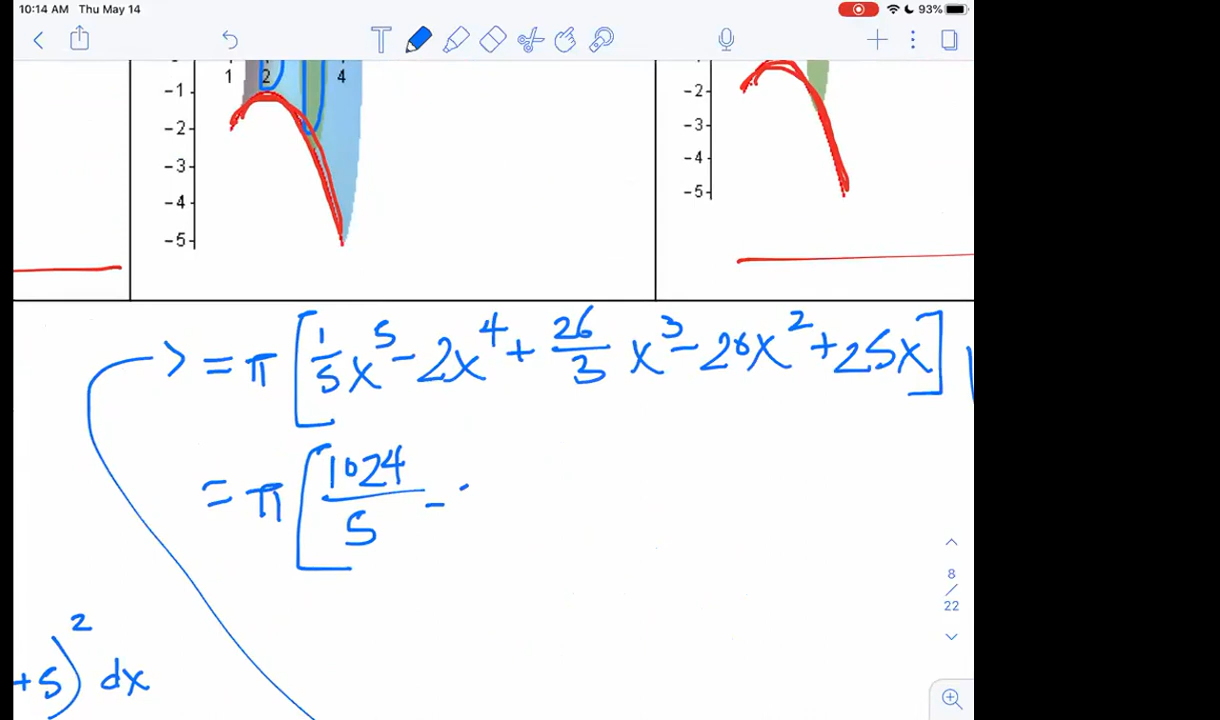 10:14 AM Thu May 14
93%
T
1 2 4
-1
-2
-3
-4
-5
-2
-3
-4
-5
= π [ 1/5 x^5 - 2x^4 + 26/3 x^3 - 20x^2 + 25x ]
= π [ 1024/5 -
+5)^2 dx
8
/
22